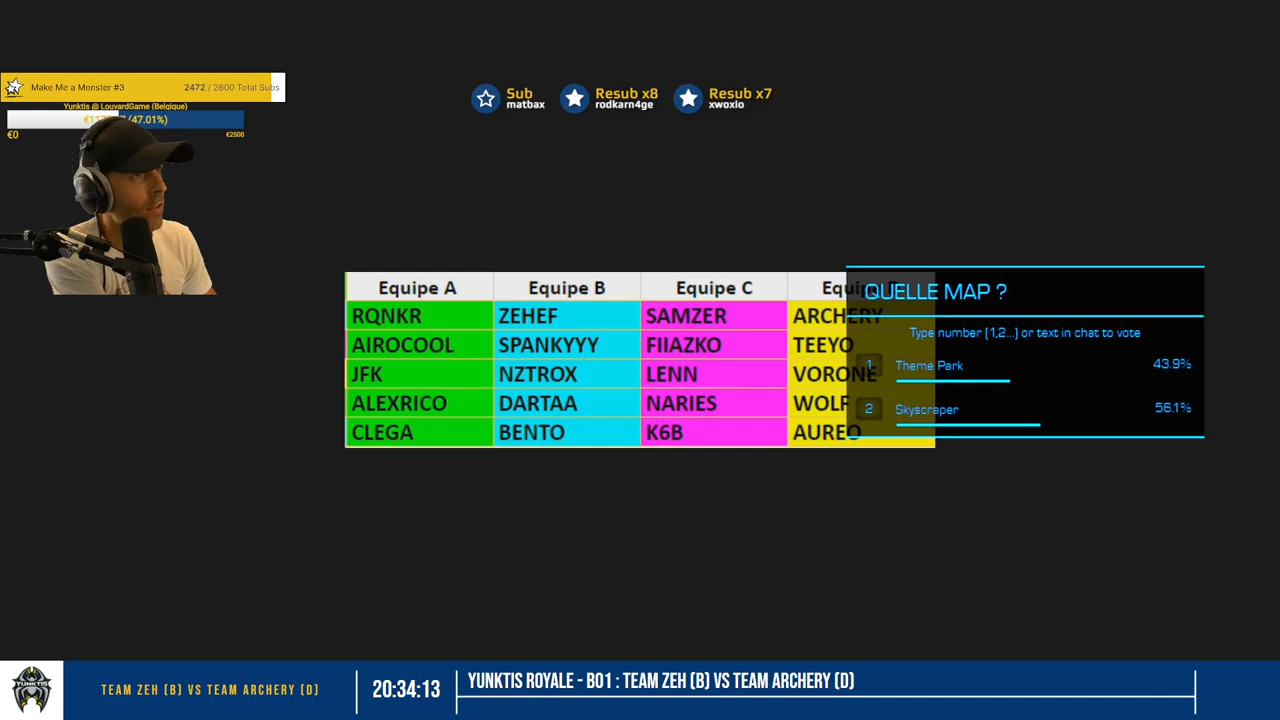 Make Me a Monster #3 2472 / 2600 Total Subs
Yunktis @ LouvardGame (Belgique)
(47.01%)
€0 €2500
Sub
matbax
Resub x8
rodkarn4ge
Resub x7
xwoxio
Equipe A Equipe B Equipe C
RQNKR ZEHEF SAMZER ARCHERY
AIROCOOL SPANKYYY FIIAZKO TEEYO
JFK NZTROX LENN VORONE
ALEXRICO DARTAA NARIES WOLF
CLEGA BENTO K6B AUREO
QUELLE MAP ?
Type number (1,2...) or text in chat to vote
1 Theme Park 43.9%
2 Skyscraper 56.1%
YUNKTIS
TEAM ZEH (B) VS TEAM ARCHERY (D)
20:34:13
YUNKTIS ROYALE - BO1 : TEAM ZEH (B) VS TEAM ARCHERY (D)